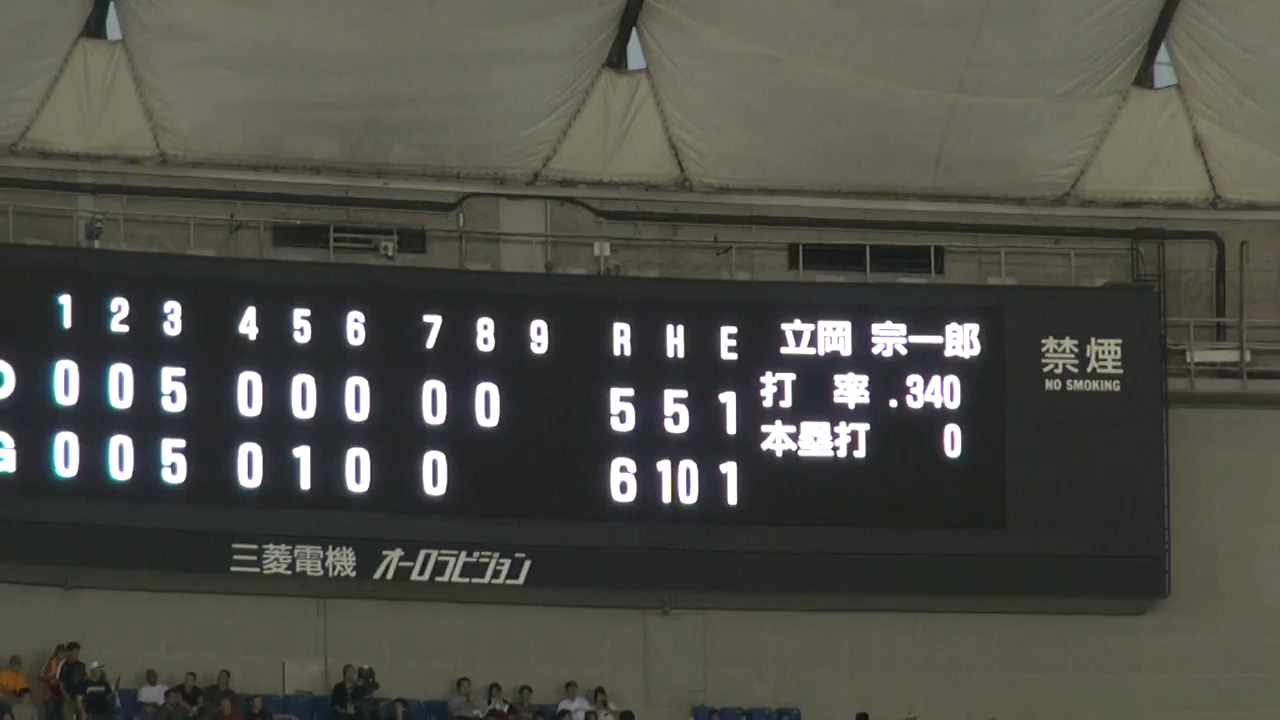 1 2 3 4 5 6 7 8 9 R H E 立岡 宗一郎
D 0 0 5 0 0 0 0 0 5 5 1 打 率 .340
G 0 0 5 0 1 0 0 6 10 1 本塁打 0
禁煙
NO SMOKING
三菱電機 オーロラビジョン